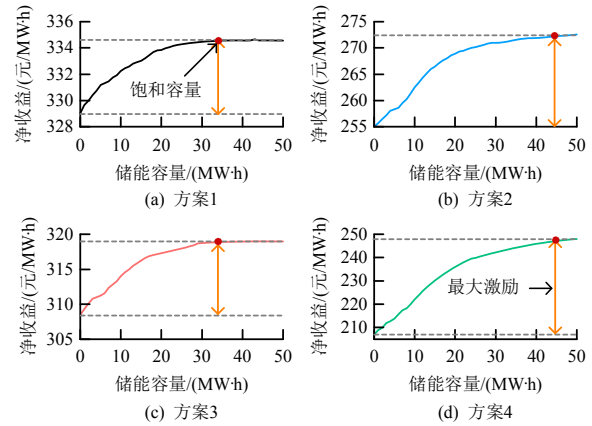 净收益/(元/MW·h)
336
334
332
330
328
饱和容量
0 10 20 30 40 50
储能容量/(MW·h)
(a) 方案1
净收益/(元/MW·h)
275
270
265
260
255
0 10 20 30 40 50
储能容量/(MW·h)
(b) 方案2
净收益/(元/MW·h)
320
315
310
305
0 10 20 30 40 50
储能容量/(MW·h)
(c) 方案3
净收益/(元/MW·h)
250
240
230
220
210
最大激励
0 10 20 30 40 50
储能容量/(MW·h)
(d) 方案4